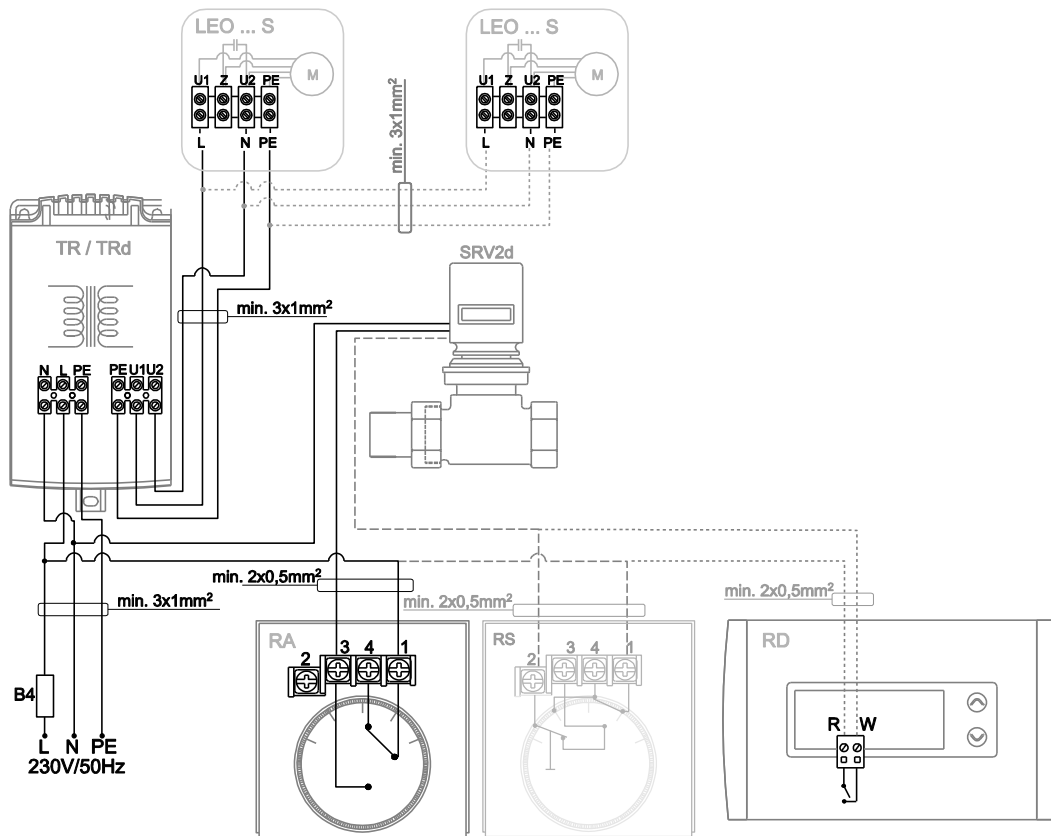 LEO ... S
LEO ... S
M
M
U1 Z U2 PE
U1 Z U2 PE
L N PE
L N PE
min. 3x1mm²
TR / TRd
SRV2d
min. 3x1mm²
N L PE
PE U1 U2
min. 2x0,5mm²
min. 2x0,5mm²
min. 2x0,5mm²
min. 3x1mm²
RA
2 3 4 1
RS
2 3 4 1
RD
B4
R W
L N PE
230V/50Hz